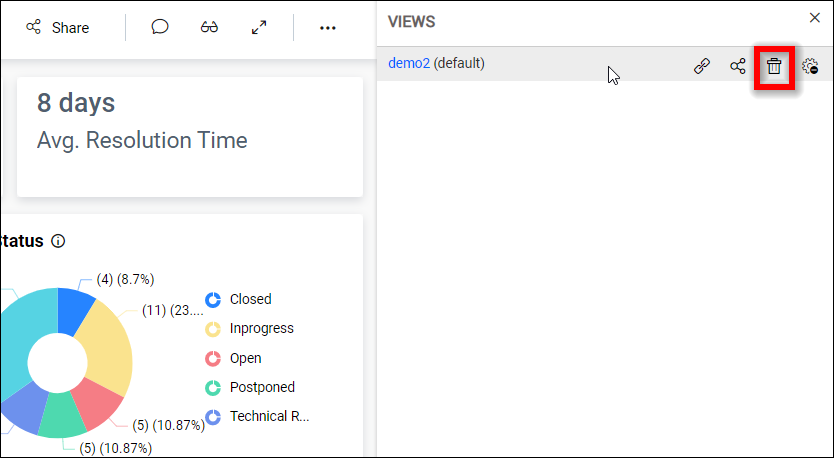 Share
VIEWS
demo2 (default)
8 days
Avg. Resolution Time
Status
(4) (8.7%)
(11) (23....
(5) (10.87%)
(5) (10.87%)
Closed
Inprogress
Open
Postponed
Technical R...